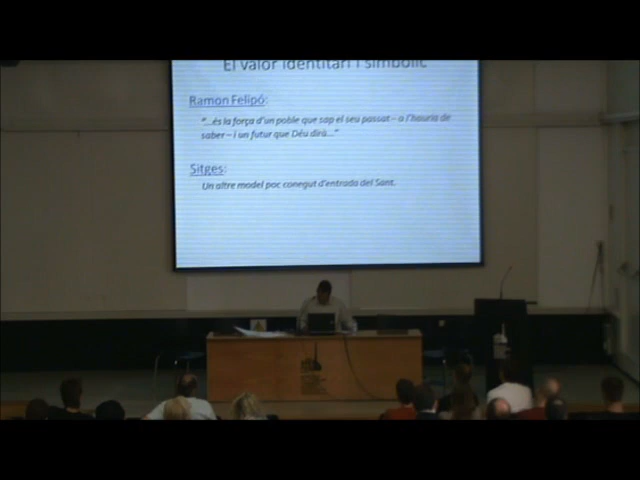 El valor identitari i simbòlic
Ramon Felipó:
"...és la força d'un poble que sap el seu passat – o l'hauria de
saber – i un futur que Déu dirà..."
Sitges:
Un altre model poc conegut d'entrada del Sant.